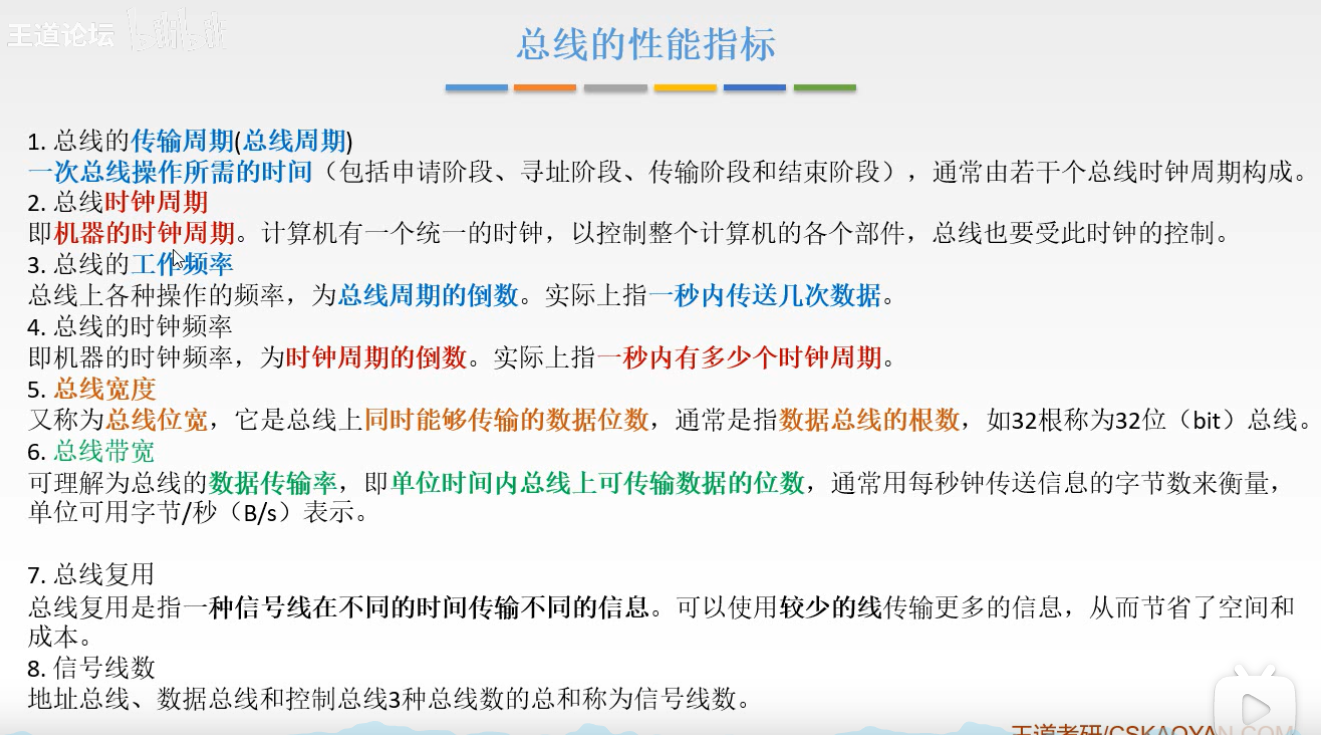 王道论坛
总线的性能指标
1. 总线的传输周期(总线周期)
一次总线操作所需的时间（包括申请阶段、寻址阶段、传输阶段和结束阶段），通常由若干个总线时钟周期构成。
2. 总线时钟周期
即机器的时钟周期。计算机有一个统一的时钟，以控制整个计算机的各个部件，总线也要受此时钟的控制。
3. 总线的工作频率
总线上各种操作的频率，为总线周期的倒数。实际上指一秒内传送几次数据。
4. 总线的时钟频率
即机器的时钟频率，为时钟周期的倒数。实际上指一秒内有多少个时钟周期。
5. 总线宽度
又称为总线位宽，它是总线上同时能够传输的数据位数，通常是指数据总线的根数，如32根称为32位（bit）总线。
6. 总线带宽
可理解为总线的数据传输率，即单位时间内总线上可传输数据的位数，通常用每秒钟传送信息的字节数来衡量，
单位可用字节/秒（B/s）表示。
7. 总线复用
总线复用是指一种信号线在不同的时间传输不同的信息。可以使用较少的线传输更多的信息，从而节省了空间和
成本。
8. 信号线数
地址总线、数据总线和控制总线3种总线数的总和称为信号线数。
王道考研/CSKAOYAN.COM